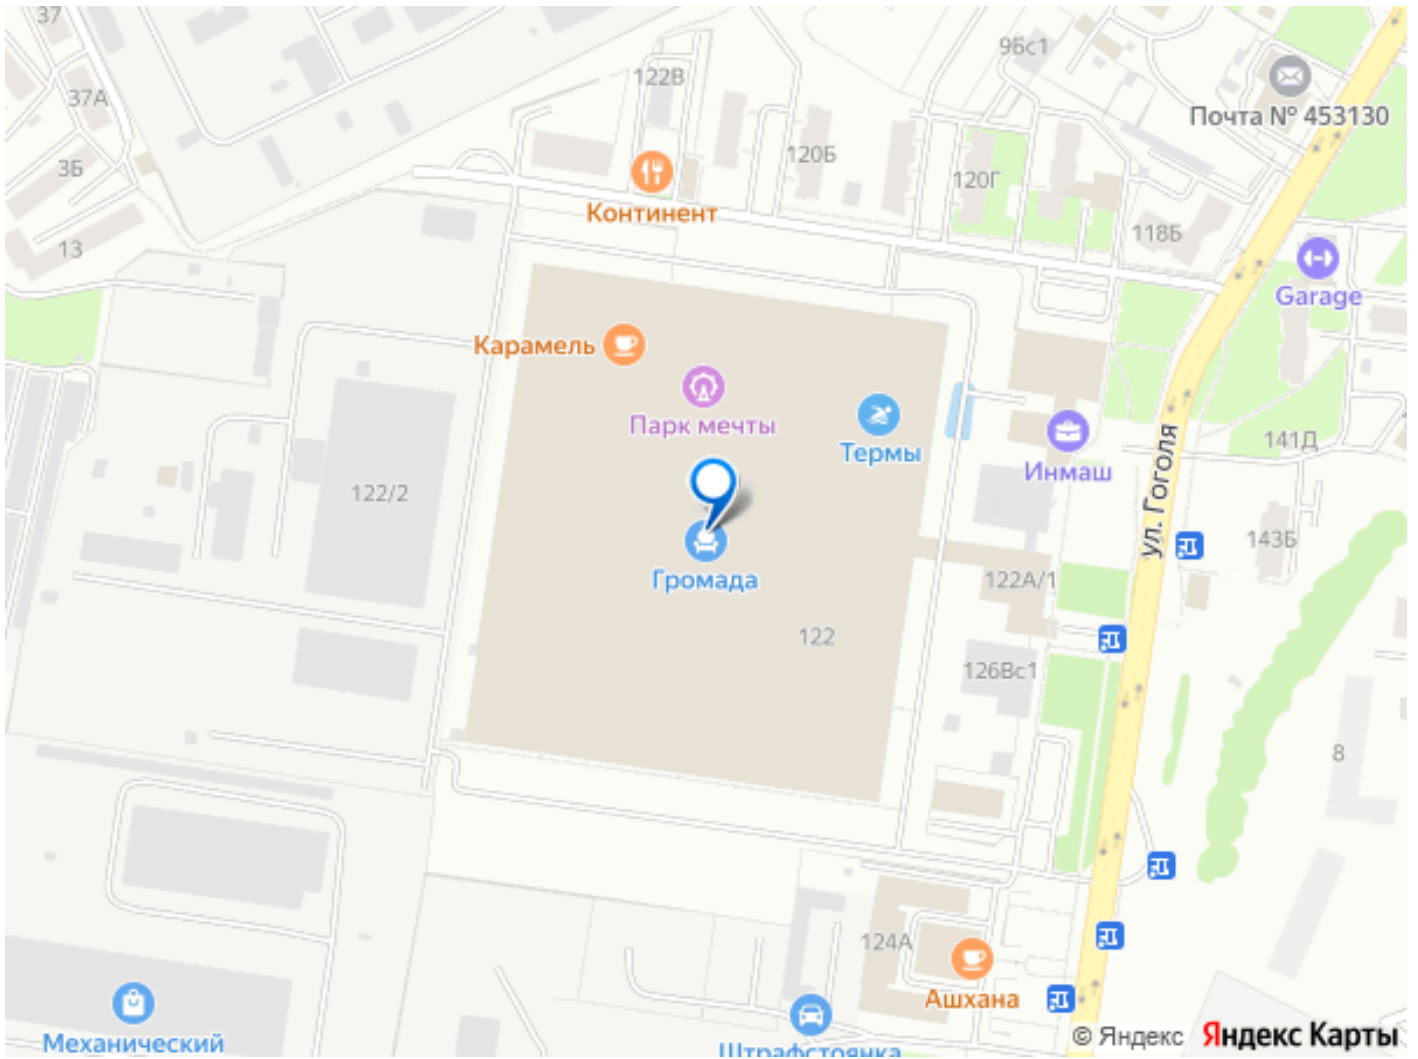 37
37А
3Б
13
122В
96с1
Почта № 453130
120Б
120Г
118Б
Континент
Garage
Карамель
Парк мечты
Термы
Инмаш
141Д
ул. Гоголя
122/2
143Б
Громада
122А/1
122
126Вс1
8
124А
Ашхана
Механический
Штрафстоянка
© Яндекс Яндекс Карты